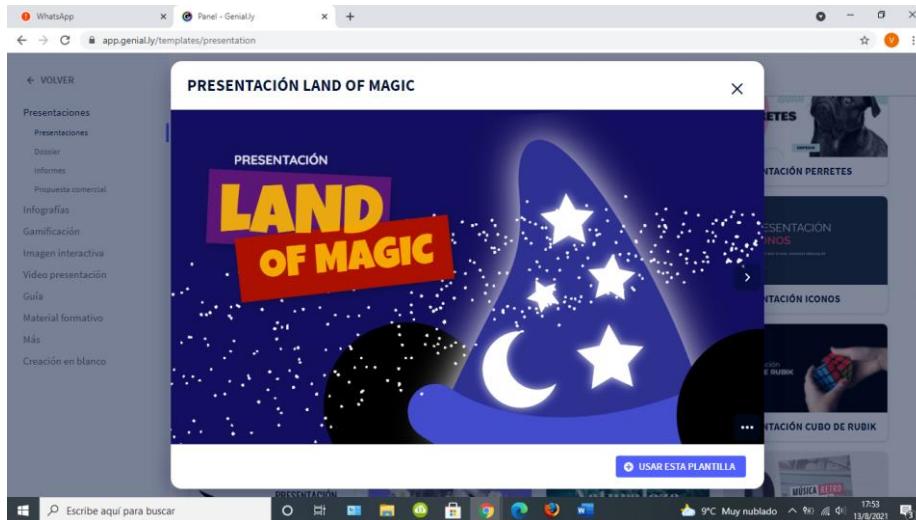 WhatsApp
Panel - Genial.ly
app.genial.ly/templates/presentation
V
VOLVER
Presentaciones
Presentaciones
Dossier
Informes
Propuesta comercial
Infografías
Gamificación
Imagen interactiva
Video presentación
Guía
Material formativo
Más
Creación en blanco
PRESENTACIÓN LAND OF MAGIC
PRESENTACIÓN
LAND
OF MAGIC
USAR ESTA PLANTILLA
ETES
NTACIÓN PERRETES
ESENTACIÓN
NOS
NTACIÓN ICONOS
DE RUBIK
NTACIÓN CUBO DE RUBIK
MÚSICA RETRO
PRESENTACIÓN
Escribe aquí para buscar
9°C Muy nublado
17:53
13/8/2021